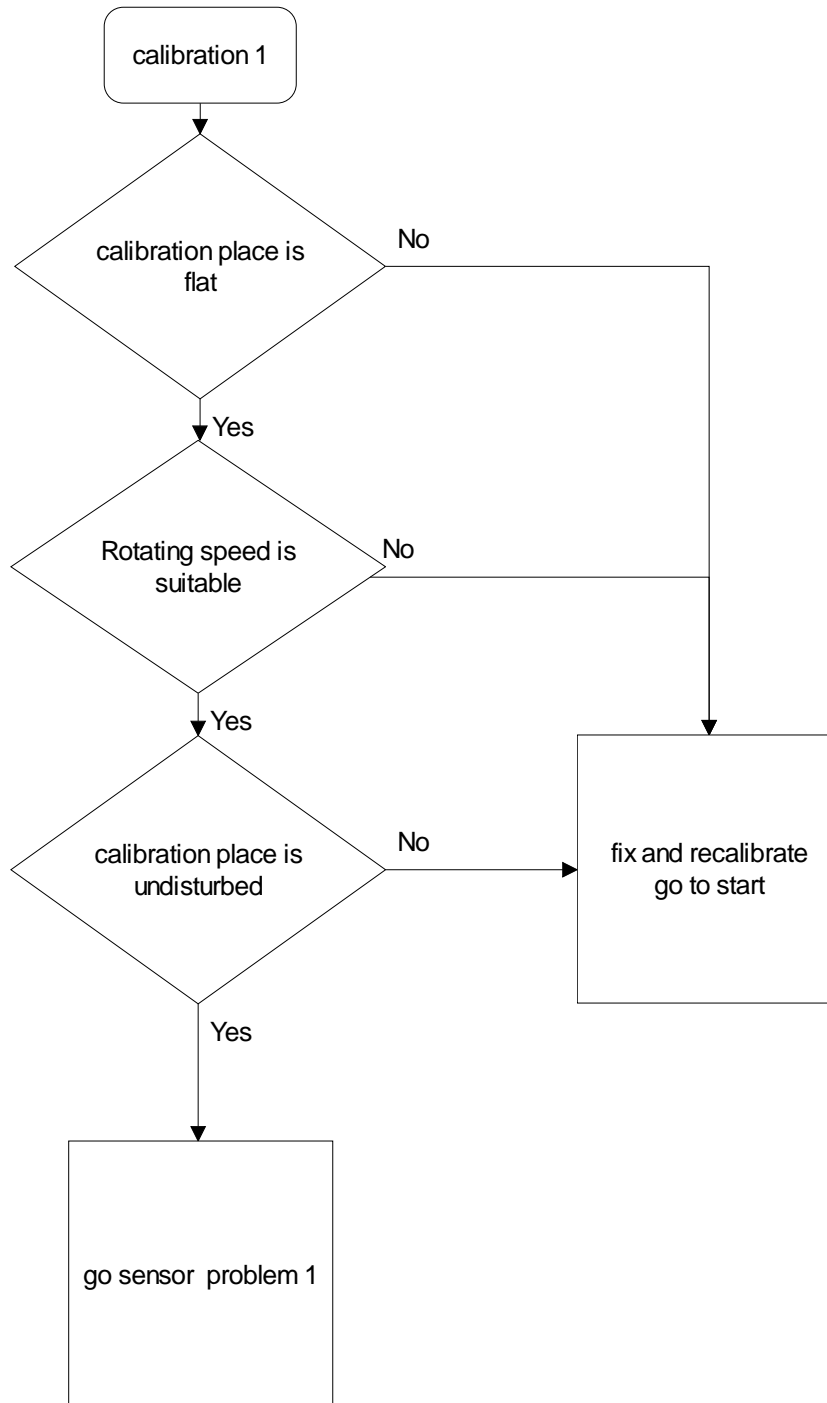 calibration 1
No
calibration place is
flat
Yes
No
Rotating speed is
suitable
Yes
No
calibration place is
undisturbed
fix and recalibrate
go to start
Yes
go sensor  problem 1